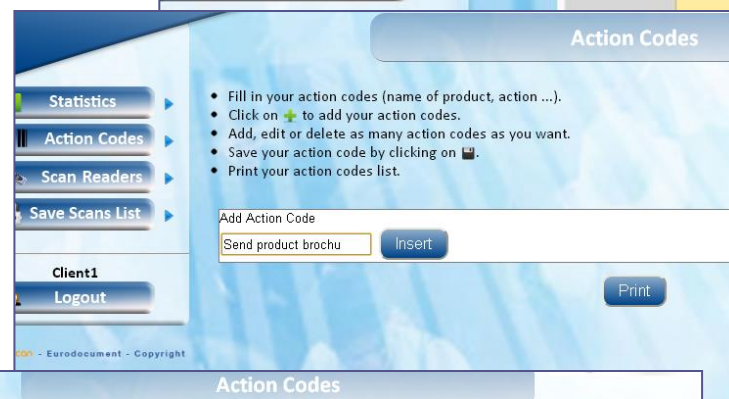 Action Codes
Statistics
Action Codes
Scan Readers
Save Scans List
Client1
Logout
• Fill in your action codes (name of product, action ...).
• Click on to add your action codes.
• Add, edit or delete as many action codes as you want.
• Save your action code by clicking on .
• Print your action codes list.
Add Action Code
Send product brochu Insert
Print
- Eurodocument - Copyright
Action Codes